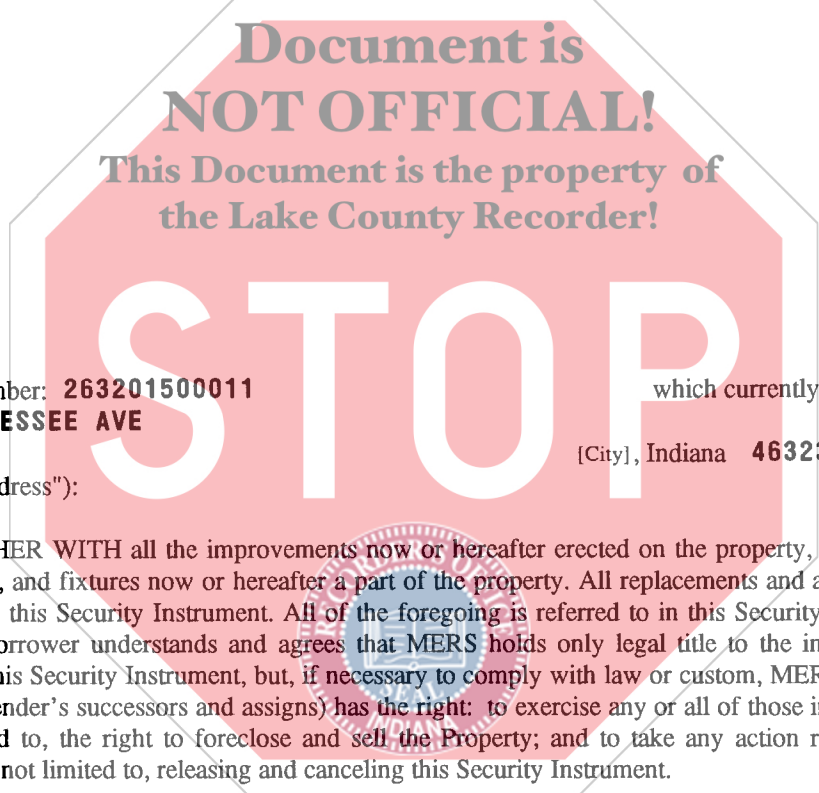 Document is
NOT OFFICIAL!
This Document is the property of
the Lake County Recorder!
STOP
nber: 263201500011 which currently
ESSEE AVE
[City], Indiana 46323
dress"):
HER WITH all the improvements now or hereafter erected on the property,
, and fixtures now or hereafter a part of the property. All replacements and a
this Security Instrument. All of the foregoing is referred to in this Security
orrower understands and agrees that MERS holds only legal title to the in
his Security Instrument, but, if necessary to comply with law or custom, MER
ender's successors and assigns) has the right: to exercise any or all of those i
d to, the right to foreclose and sell the Property; and to take any action r
not limited to, releasing and canceling this Security Instrument.
RECORDER'S OFFICE
SEAL
INDIANA